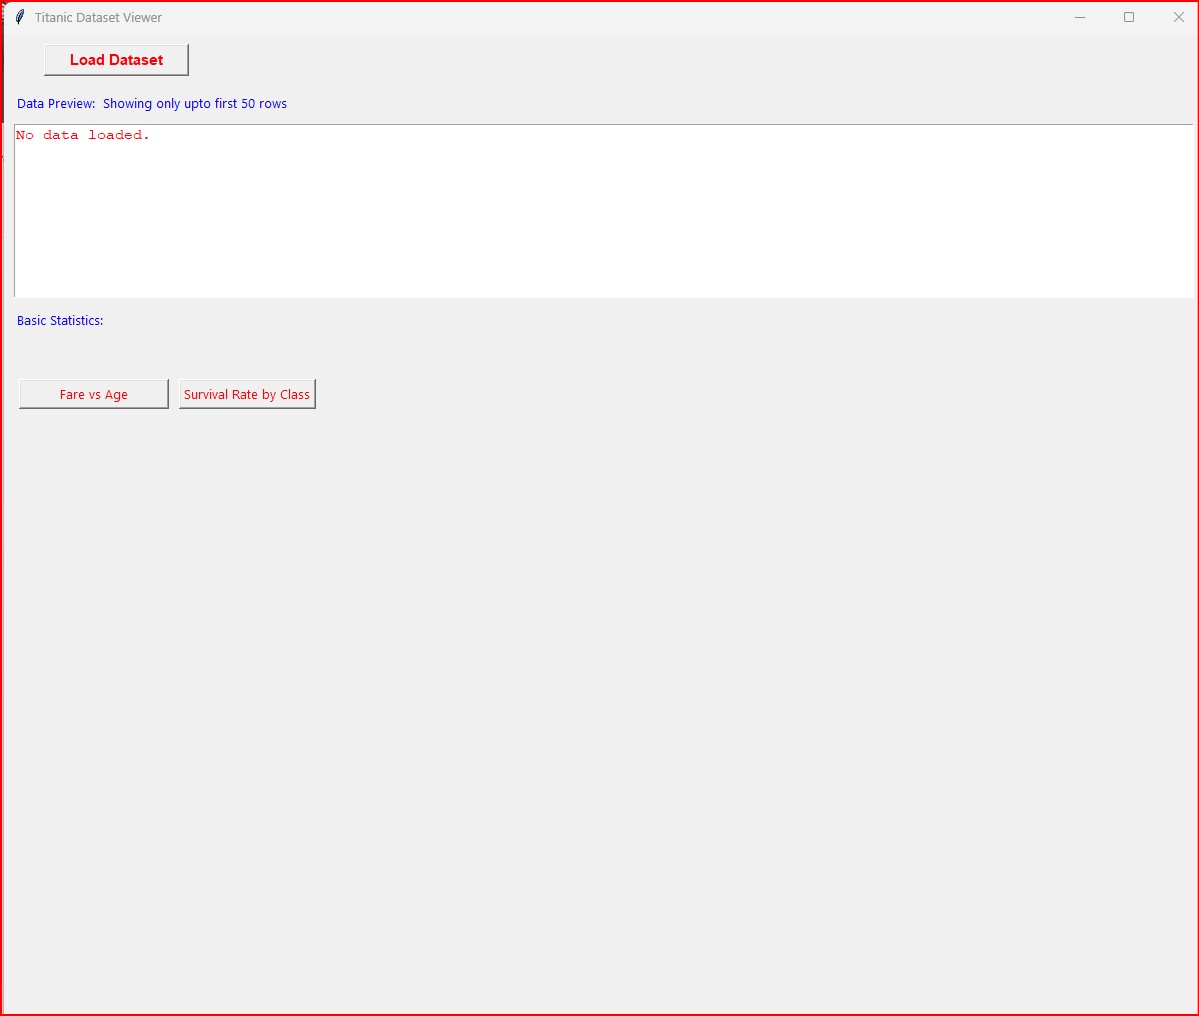 Titanic Dataset Viewer
Load Dataset
Data Preview:  Showing only upto first 50 rows
No data loaded.
Basic Statistics:
Fare vs Age
Survival Rate by Class